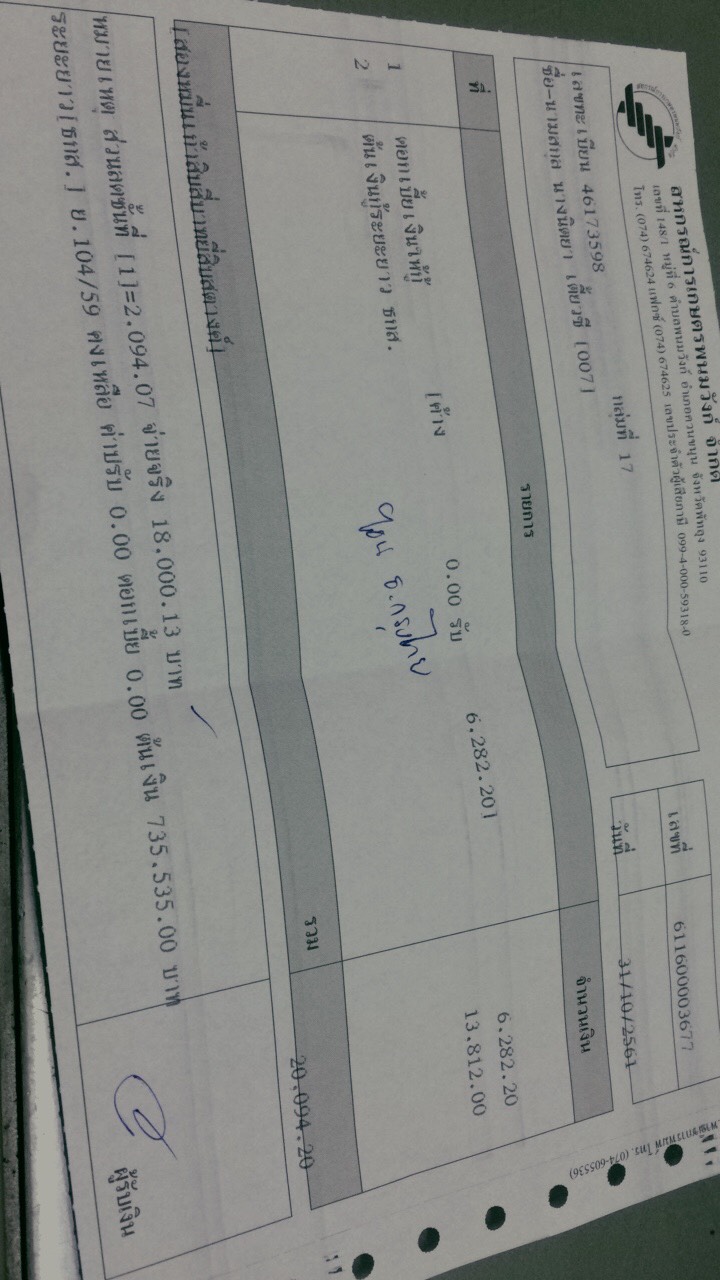 สหกรณ์การเกษตรพนมวังก์ จำกัด
เลขที่ 148/1 หมู่ที่ 6 ตำบลพนมวังก์ อำเภอควนขนุน จังหวัดพัทลุง 93110
โทร. (074) 674624 แฟกซ์ (074) 674625 เลขประจำตัวผู้เสียภาษี 099-4-000-59318-0
เลขทะเบียน 46173598 กลุ่มที่ 17
ชื่อ-นามสกุล นางนิตยา เดี่ยวชี [007]
เลขที่ 61160003677
วันที่ 31/10/2561
ที่ รายการ จำนวนเงิน
1 ดอกเบี้ยเงินให้กู้ [ค้าง 0.00 รับ 6.282.20] 6.282.20
2 ต้นเงินกู้ระยะยาว ธกส. 13.812.00
[สองหมื่นเก้าสิบสี่บาทยี่สิบสตางค์] รวม 20,094.20
หมายเหตุ ส่วนลดชั้นที่ [1]=2.094.07 จ่ายจริง 18.000.13 บาท
ระยะยาว[ธกส.] ย.104/59 คงเหลือ ค่าปรับ 0.00 ดอกเบี้ย 0.00 ต้นเงิน 735.535.00 บาท
ผู้รับเงิน
โทร. (074-605536)